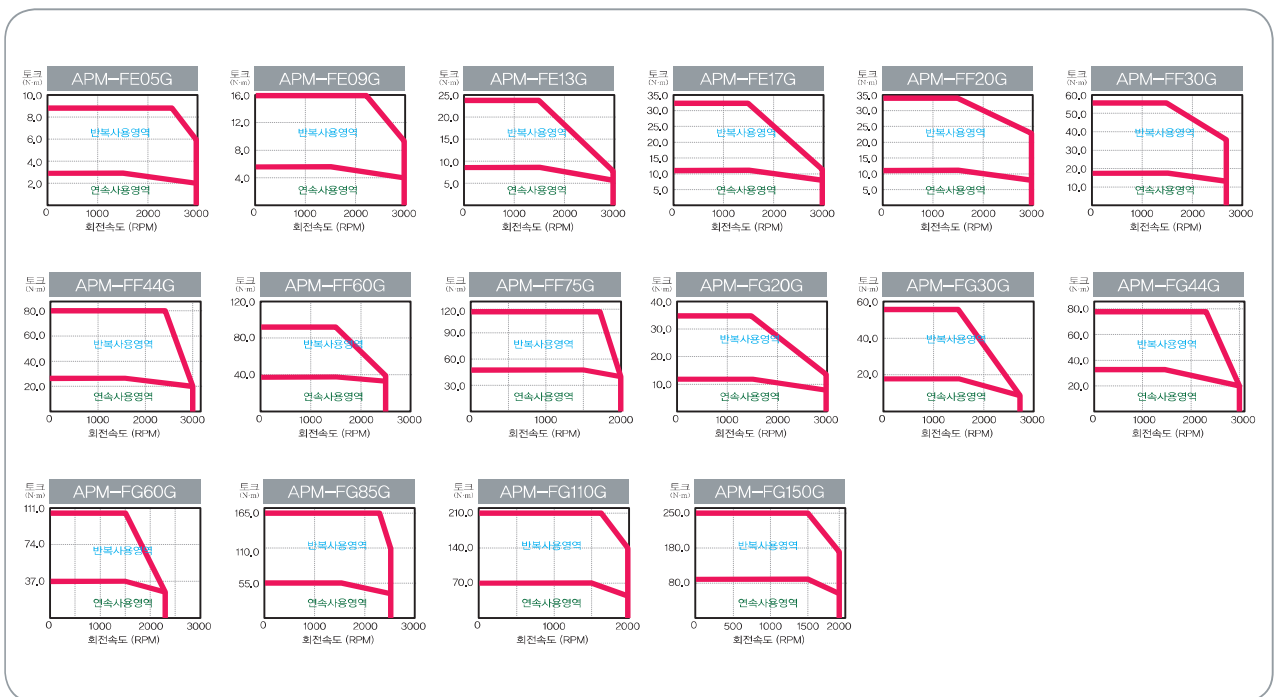 토크
(N·m)
APM-FE05G
10.0
8.0
6.0
4.0
2.0
반복사용영역
연속사용영역
0 1000 2000 3000
회전속도 (RPM)
토크
(N·m)
APM-FE09G
16.0
12.0
8.0
4.0
반복사용영역
연속사용영역
0 1000 2000 3000
회전속도 (RPM)
토크
(N·m)
APM-FE13G
25.0
20.0
15.0
10.0
5.0
반복사용영역
연속사용영역
0 1000 2000 3000
회전속도 (RPM)
토크
(N·m)
APM-FE17G
35.0
30.0
25.0
20.0
15.0
10.0
5.0
반복사용영역
연속사용영역
0 1000 2000 3000
회전속도 (RPM)
토크
(N·m)
APM-FF20G
35.0
30.0
25.0
20.0
15.0
10.0
5.0
반복사용영역
연속사용영역
0 1000 2000 3000
회전속도 (RPM)
토크
(N·m)
APM-FF30G
60.0
50.0
40.0
30.0
20.0
10.0
반복사용영역
연속사용영역
0 1000 2000 3000
회전속도 (RPM)
토크
(N·m)
APM-FF44G
80.0
60.0
40.0
20.0
반복사용영역
연속사용영역
0 1000 2000 3000
회전속도 (RPM)
토크
(N·m)
APM-FF60G
120.0
80.0
40.0
반복사용영역
연속사용영역
0 1000 2000 3000
회전속도 (RPM)
토크
(N·m)
APM-FF75G
120.0
90.0
60.0
30.0
반복사용영역
연속사용영역
0 1000 2000
회전속도 (RPM)
토크
(N·m)
APM-FG20G
40.0
30.0
20.0
10.0
반복사용영역
연속사용영역
0 1000 2000 3000
회전속도 (RPM)
토크
(N·m)
APM-FG30G
60.0
40.0
20.0
반복사용영역
연속사용영역
0 1000 2000 3000
회전속도 (RPM)
토크
(N·m)
APM-FG44G
80.0
60.0
40.0
20.0
반복사용영역
연속사용영역
0 1000 2000 3000
회전속도 (RPM)
토크
(N·m)
APM-FG60G
111.0
74.0
37.0
반복사용영역
연속사용영역
0 1000 2000 3000
회전속도 (RPM)
토크
(N·m)
APM-FG85G
165.0
110.0
55.0
반복사용영역
연속사용영역
0 1000 2000 3000
회전속도 (RPM)
토크
(N·m)
APM-FG110G
210.0
140.0
70.0
반복사용영역
연속사용영역
0 1000 2000
회전속도 (RPM)
토크
(N·m)
APM-FG150G
250.0
180.0
80.0
반복사용영역
연속사용영역
0 500 1000 1500 2000
회전속도 (RPM)